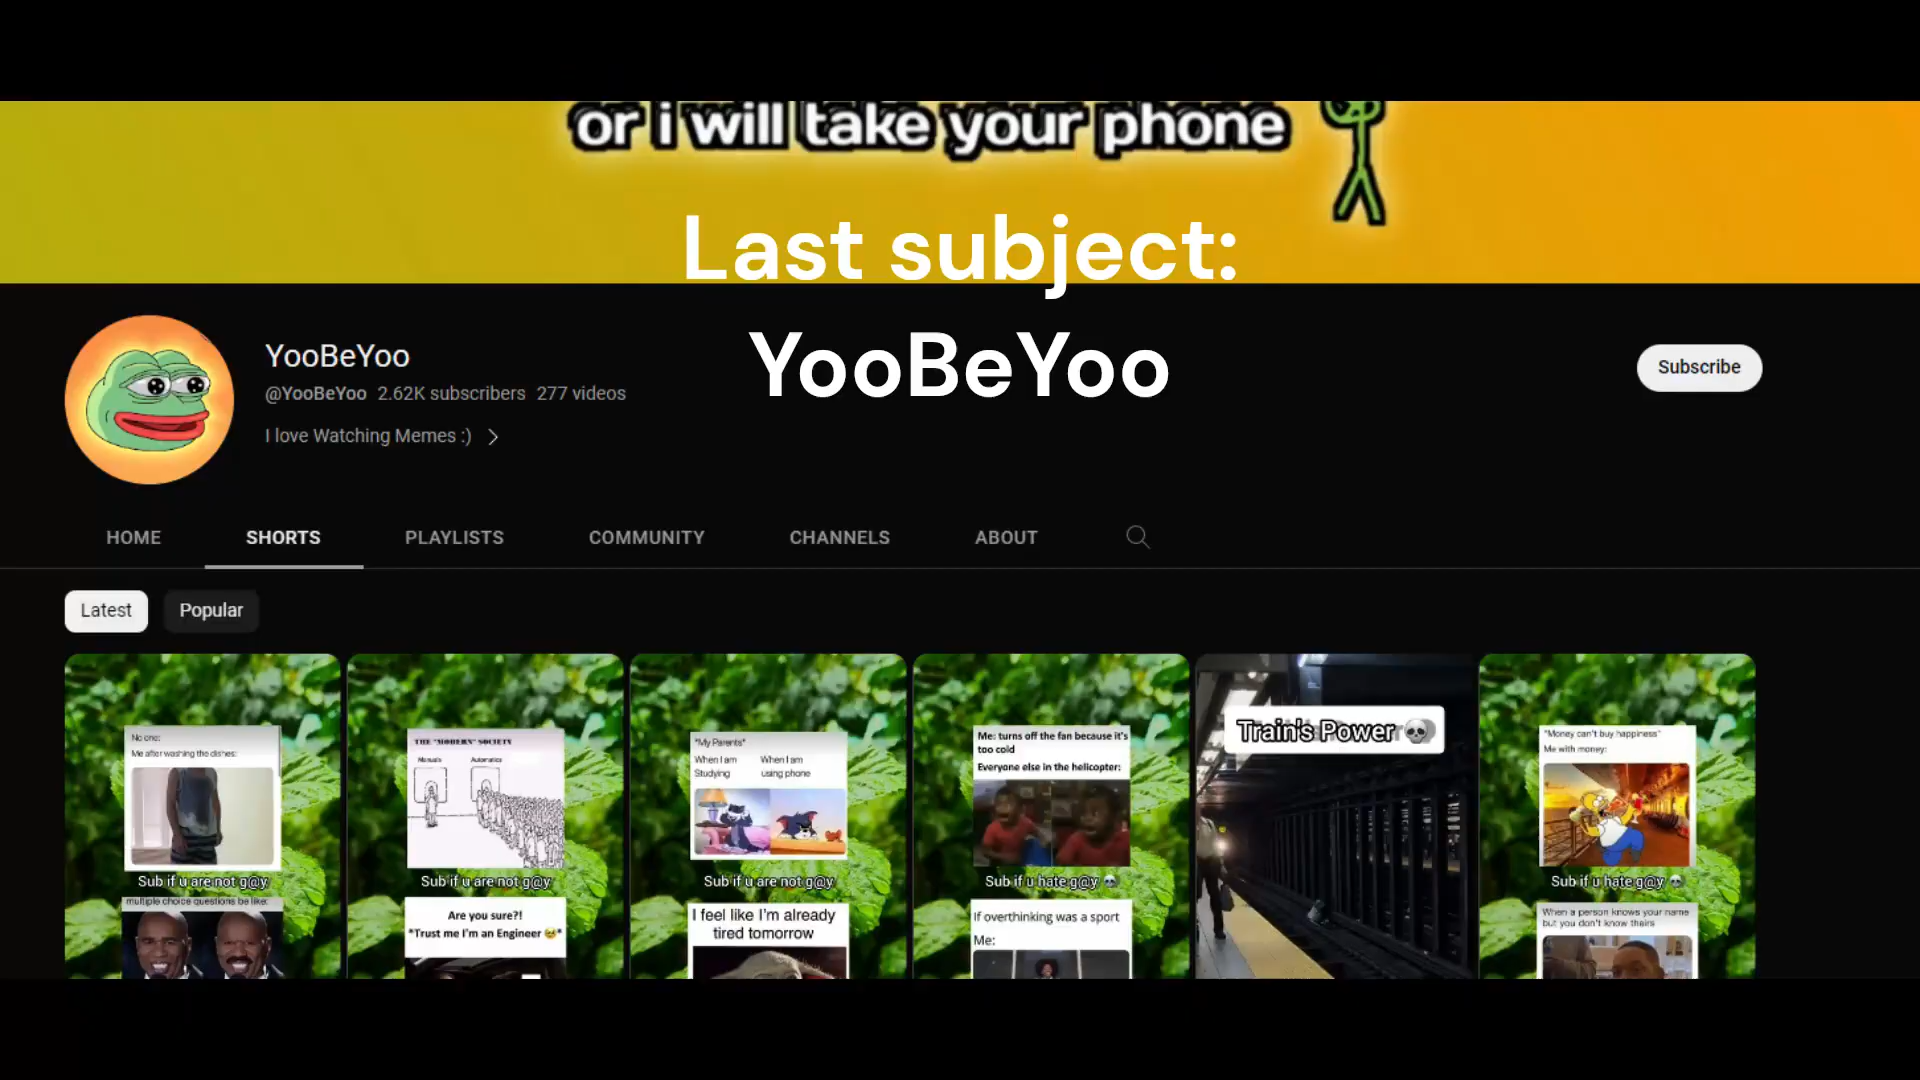 or i will take your phone
Last subject:
YooBeYoo
YooBeYoo
@YooBeYoo 2.62K subscribers 277 videos
I love Watching Memes :)
Subscribe
HOME SHORTS PLAYLISTS COMMUNITY CHANNELS ABOUT
Latest Popular
No one:
Me after washing the dishes:
Sub if u are not g@y
multiple choice questions be like:
THE "MODERN" SOCIETY
Manuals Automatics
Sub if u are not g@y
Are you sure?!
*Trust me I'm an Engineer 🥹*
*My Parents*
When I am Studying
When I am using phone
Sub if u are not g@y
I feel like I'm already
tired tomorrow
Me: turns off the fan because it's
too cold
Everyone else in the helicopter:
Sub if u hate g@y 💀
If overthinking was a sport
Me:
Train's Power 💀
"Money can't buy happiness"
Me with money:
Sub if u hate g@y 💀
When a person knows your name
but you don't know theirs